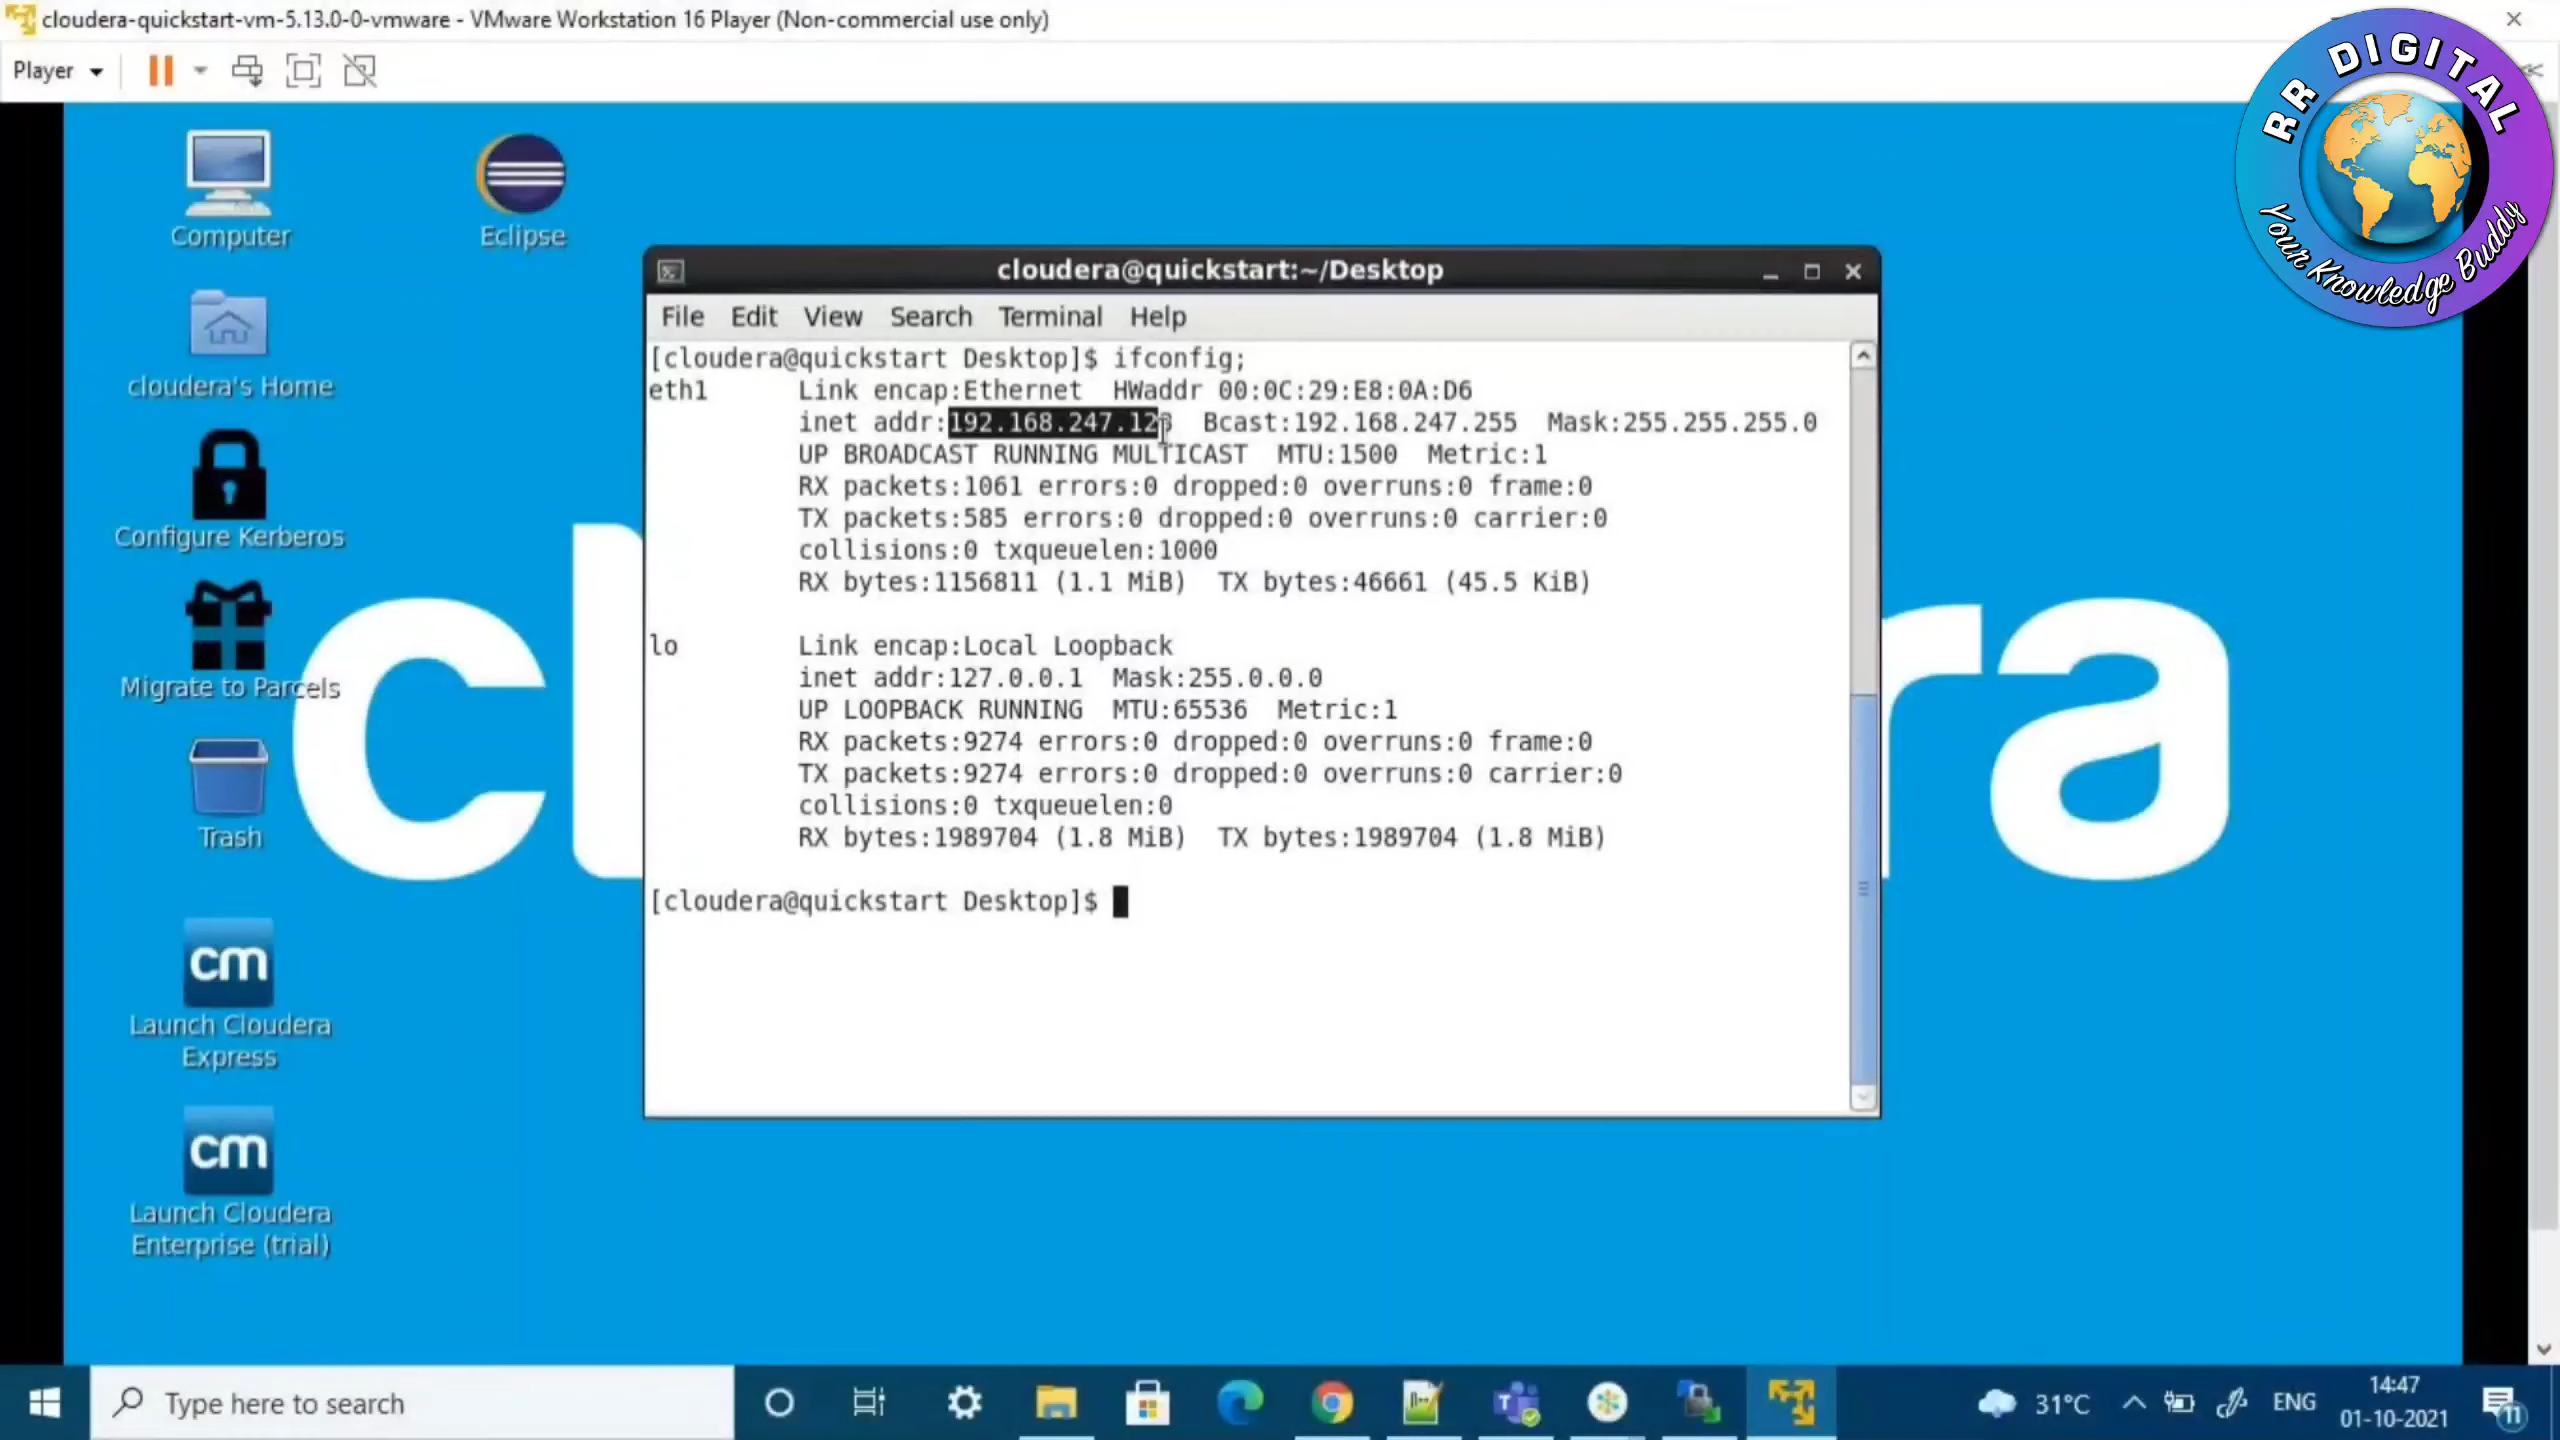 cloudera-quickstart-vm-5.13.0-0-vmware - VMware Workstation 16 Player (Non-commercial use only)
Player
RR DIGITAL
Your Knowledge Buddy
Computer
Eclipse
cloudera's Home
Configure Kerberos
Migrate to Parcels
Trash
cm
Launch Cloudera
Express
cm
Launch Cloudera
Enterprise (trial)
cloudera@quickstart:~/Desktop
File Edit View Search Terminal Help
[cloudera@quickstart Desktop]$ ifconfig;
eth1 Link encap:Ethernet HWaddr 00:0C:29:E8:0A:D6
inet addr:192.168.247.128 Bcast:192.168.247.255 Mask:255.255.255.0
UP BROADCAST RUNNING MULTICAST MTU:1500 Metric:1
RX packets:1061 errors:0 dropped:0 overruns:0 frame:0
TX packets:585 errors:0 dropped:0 overruns:0 carrier:0
collisions:0 txqueuelen:1000
RX bytes:1156811 (1.1 MiB) TX bytes:46661 (45.5 KiB)
lo Link encap:Local Loopback
inet addr:127.0.0.1 Mask:255.0.0.0
UP LOOPBACK RUNNING MTU:65536 Metric:1
RX packets:9274 errors:0 dropped:0 overruns:0 frame:0
TX packets:9274 errors:0 dropped:0 overruns:0 carrier:0
collisions:0 txqueuelen:0
RX bytes:1989704 (1.8 MiB) TX bytes:1989704 (1.8 MiB)
[cloudera@quickstart Desktop]$
Type here to search
31°C
ENG
14:47
01-10-2021
11